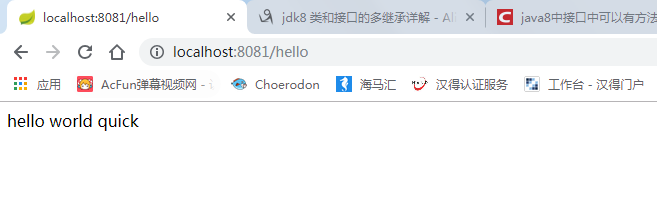 localhost:8081/hello
jdk8 类和接口的多继承详解 - Ali
java8中接口中可以有方法
localhost:8081/hello
应用
AcFun弹幕视频网 -
Choerodon
海马汇
汉得认证服务
工作台 - 汉得门户
hello world quick